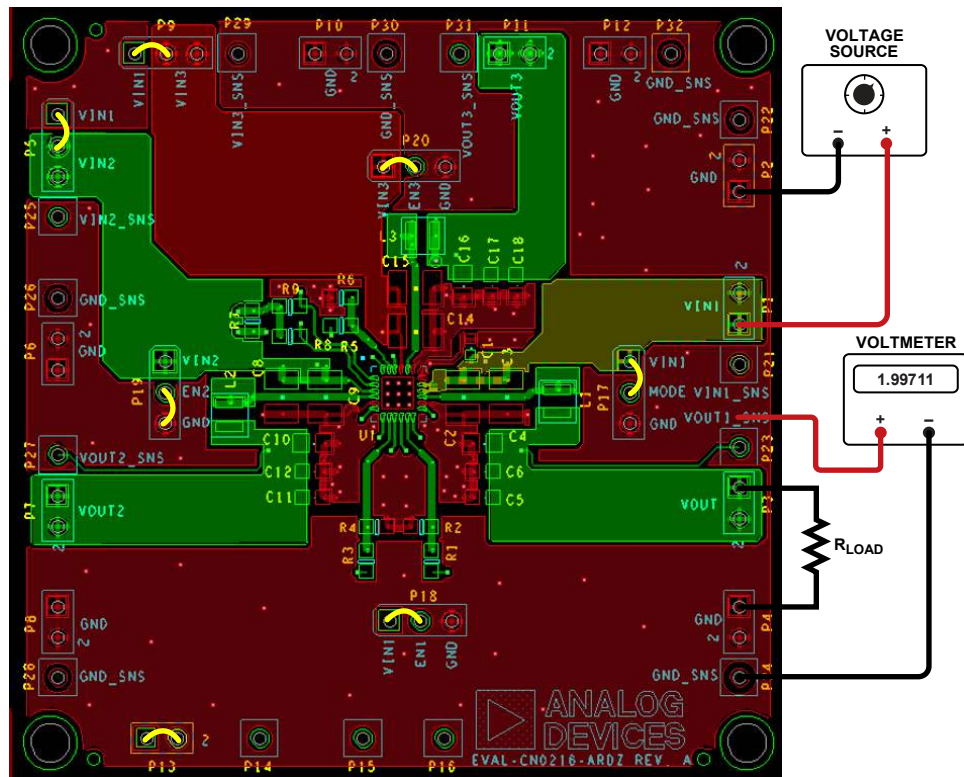 P9
P29
P10
P30
P31
P11
P12
P32
VIN1
VIN3
VIN3_SNS
GND
2
GND_SNS
VOUT3_SNS
VOUT3
2
GND
2
GND_SNS
VOLTAGE
SOURCE
− +
VIN1
P5
VIN2
GND_SNS
P22
2
P2
GND
P20
VIN3
EN3
GND
P25
VIN2_SNS
L3
C16
C17
C18
C15
P26
GND_SNS
R9
R6
R7
R8
R5
C14
C1
C3
2
VIN1
P1
P6
2
GND
VOLTMETER
1.99711
+ −
P19
VIN2
EN2
GND
L2
C8
C9
U1
L1
P17
VIN1
MODE
GND
P21
VIN1_SNS
VOUT1_SNS
P23
P27
VOUT2_SNS
C10
C12
C11
C2
C4
C6
C5
P7
VOUT2
2
VOUT
P3
2
RLOAD
R4
R2
R3
R1
P8
GND
2
P18
VIN1
EN1
GND
GND
2
P4
P28
GND_SNS
GND_SNS
ANALOG
DEVICES
EVAL-CN0216-ARDZ REV. A
2
P13
P14
P15
P16